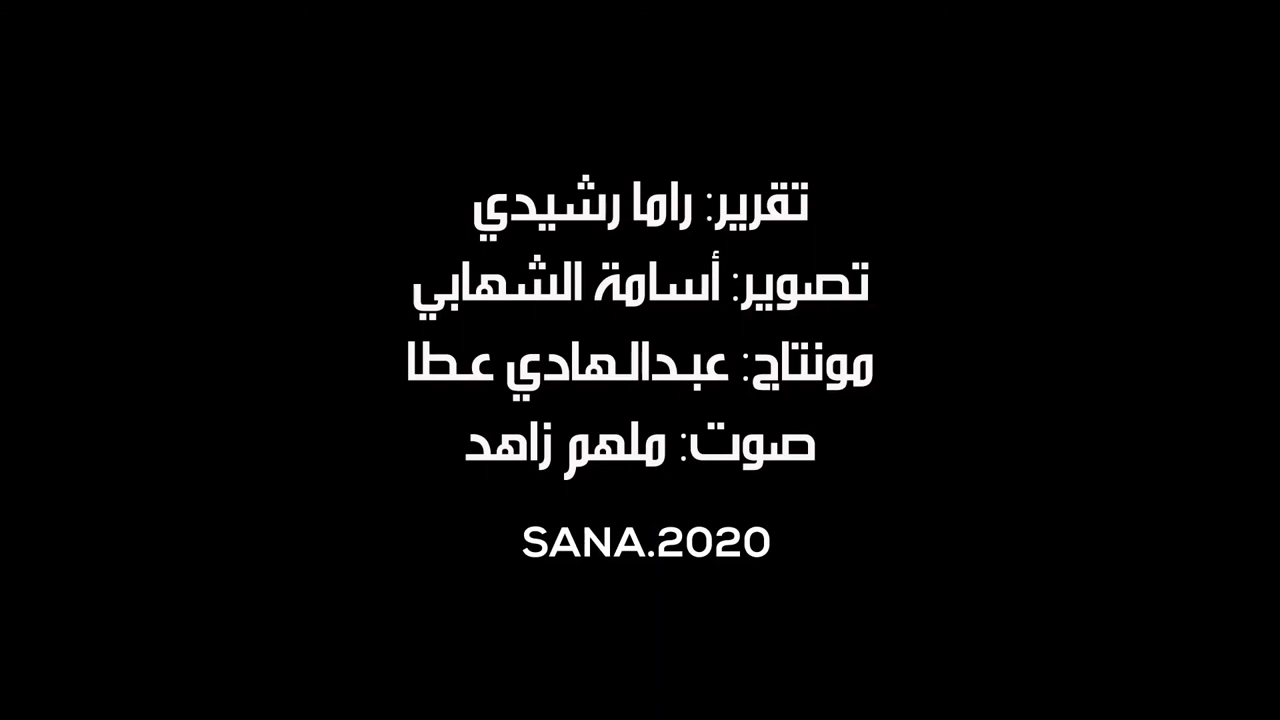 تقرير: راما رشيدي
تصوير: أسامة الشهابي
مونتاج: عبدالهادي عطا
صوت: ملهم زاهد
SANA.2020